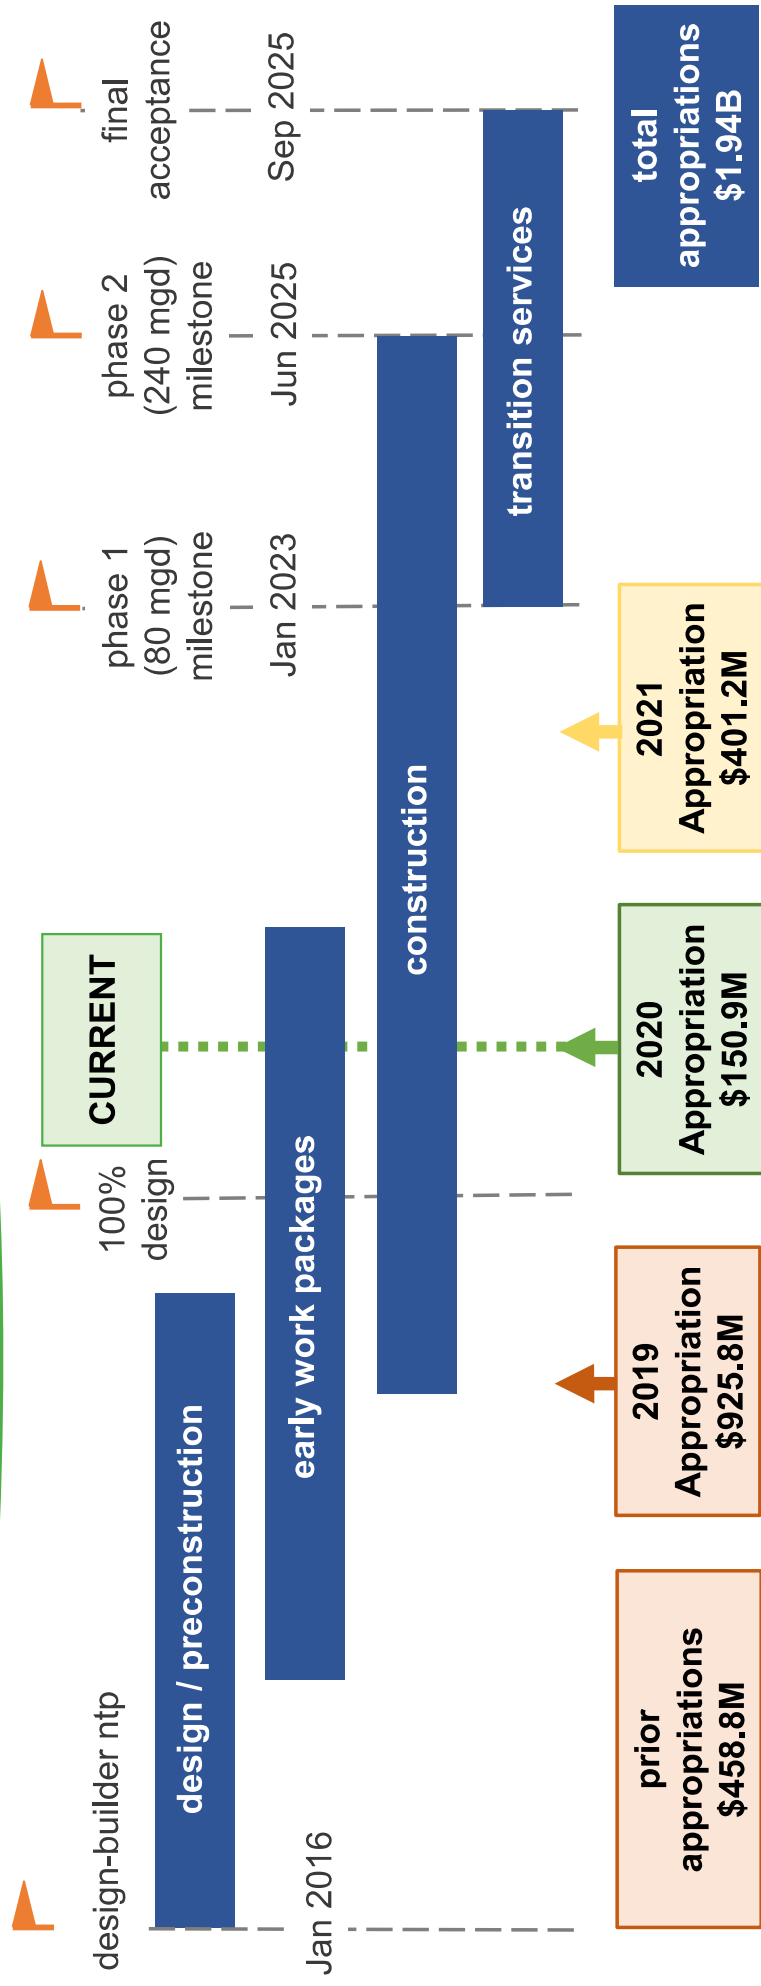 design-builder ntp
Jan 2016
100%
design
CURRENT
phase 1
(80 mgd)
milestone
Jan 2023
phase 2
(240 mgd)
milestone
Jun 2025
final
acceptance
Sep 2025
design / preconstruction
early work packages
construction
transition services
prior
appropriations
$458.8M
2019
Appropriation
$925.8M
2020
Appropriation
$150.9M
2021
Appropriation
$401.2M
total
appropriations
$1.94B